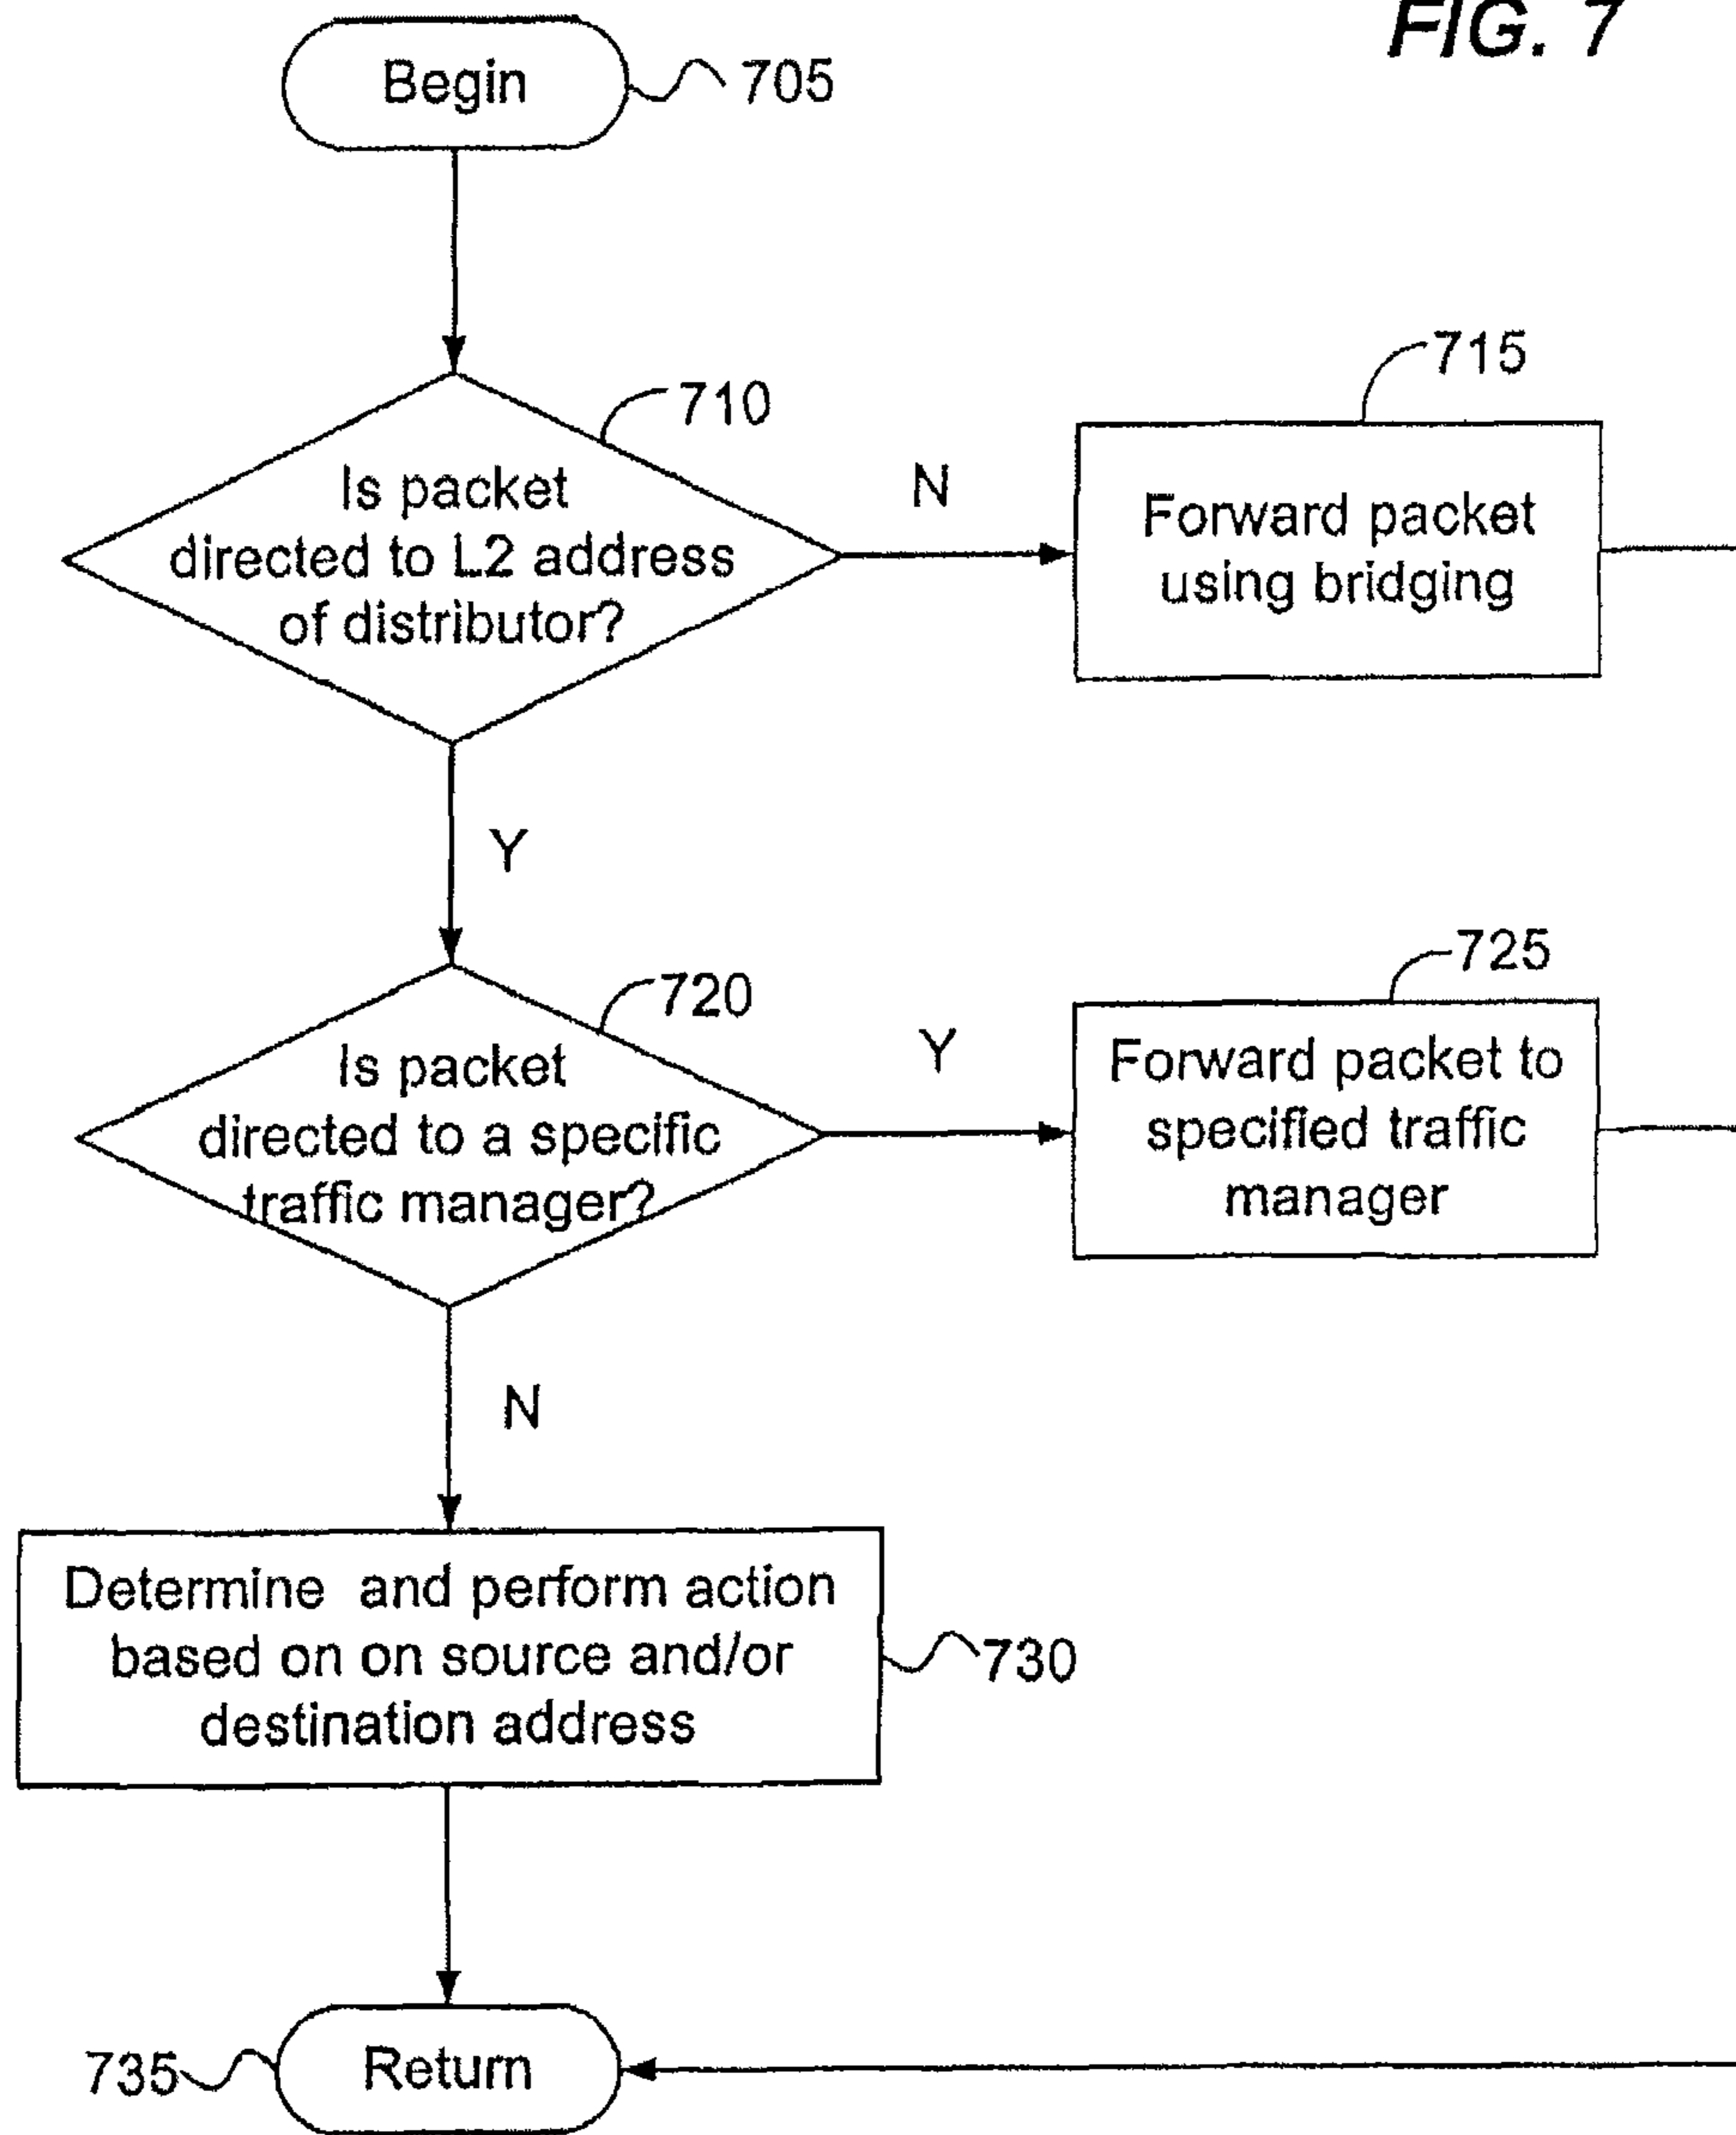 FIG. 7
Begin
705
710
Is packet
directed to L2 address
of distributor?
N
715
Forward packet
using bridging
Y
720
Is packet
directed to a specific
traffic manager?
Y
725
Forward packet to
specified traffic
manager
N
Determine and perform action
based on on source and/or
destination address
730
735
Return